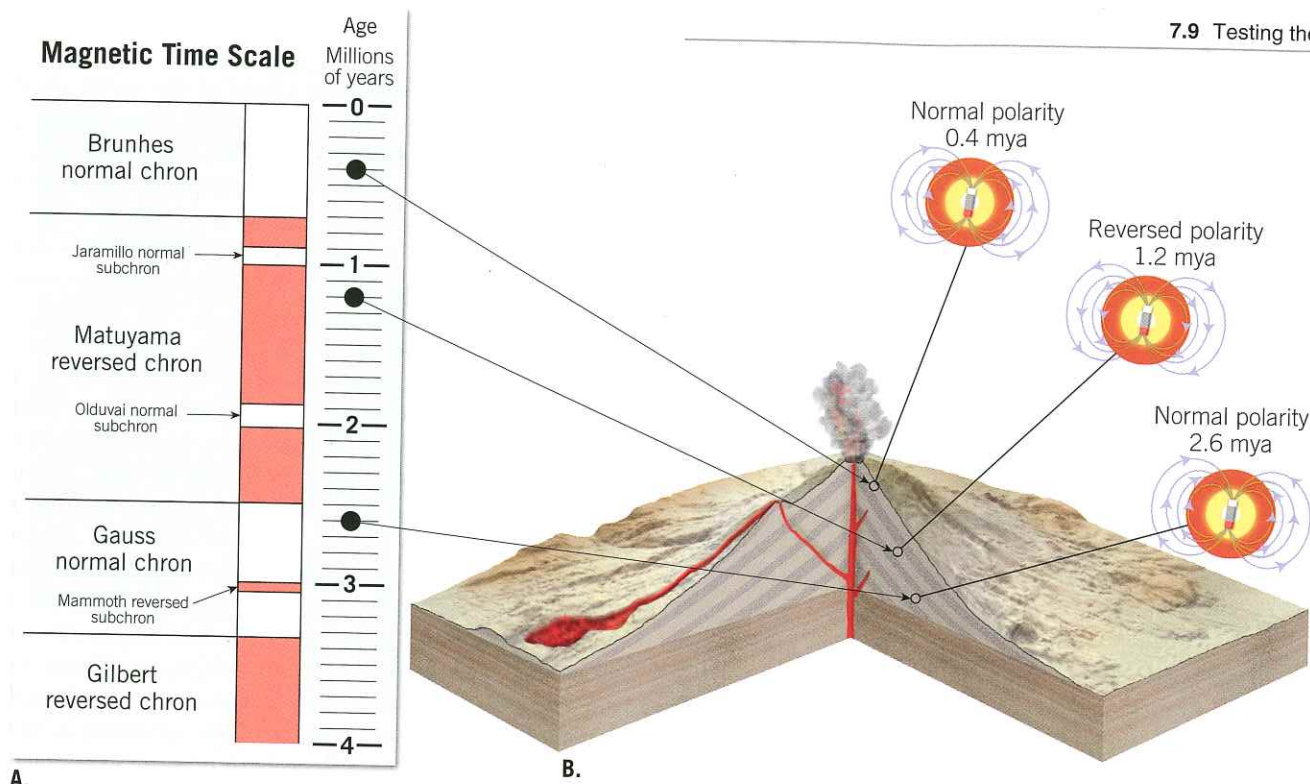 7.9 Testing the
Magnetic Time Scale
Age
Millions
of years
Brunhes
normal chron
Jaramillo normal
subchron
Matuyama
reversed chron
Olduvai normal
subchron
Gauss
normal chron
Mammoth reversed
subchron
Gilbert
reversed chron
0
1
2
3
4
A.
Normal polarity
0.4 mya
Reversed polarity
1.2 mya
Normal polarity
2.6 mya
B.